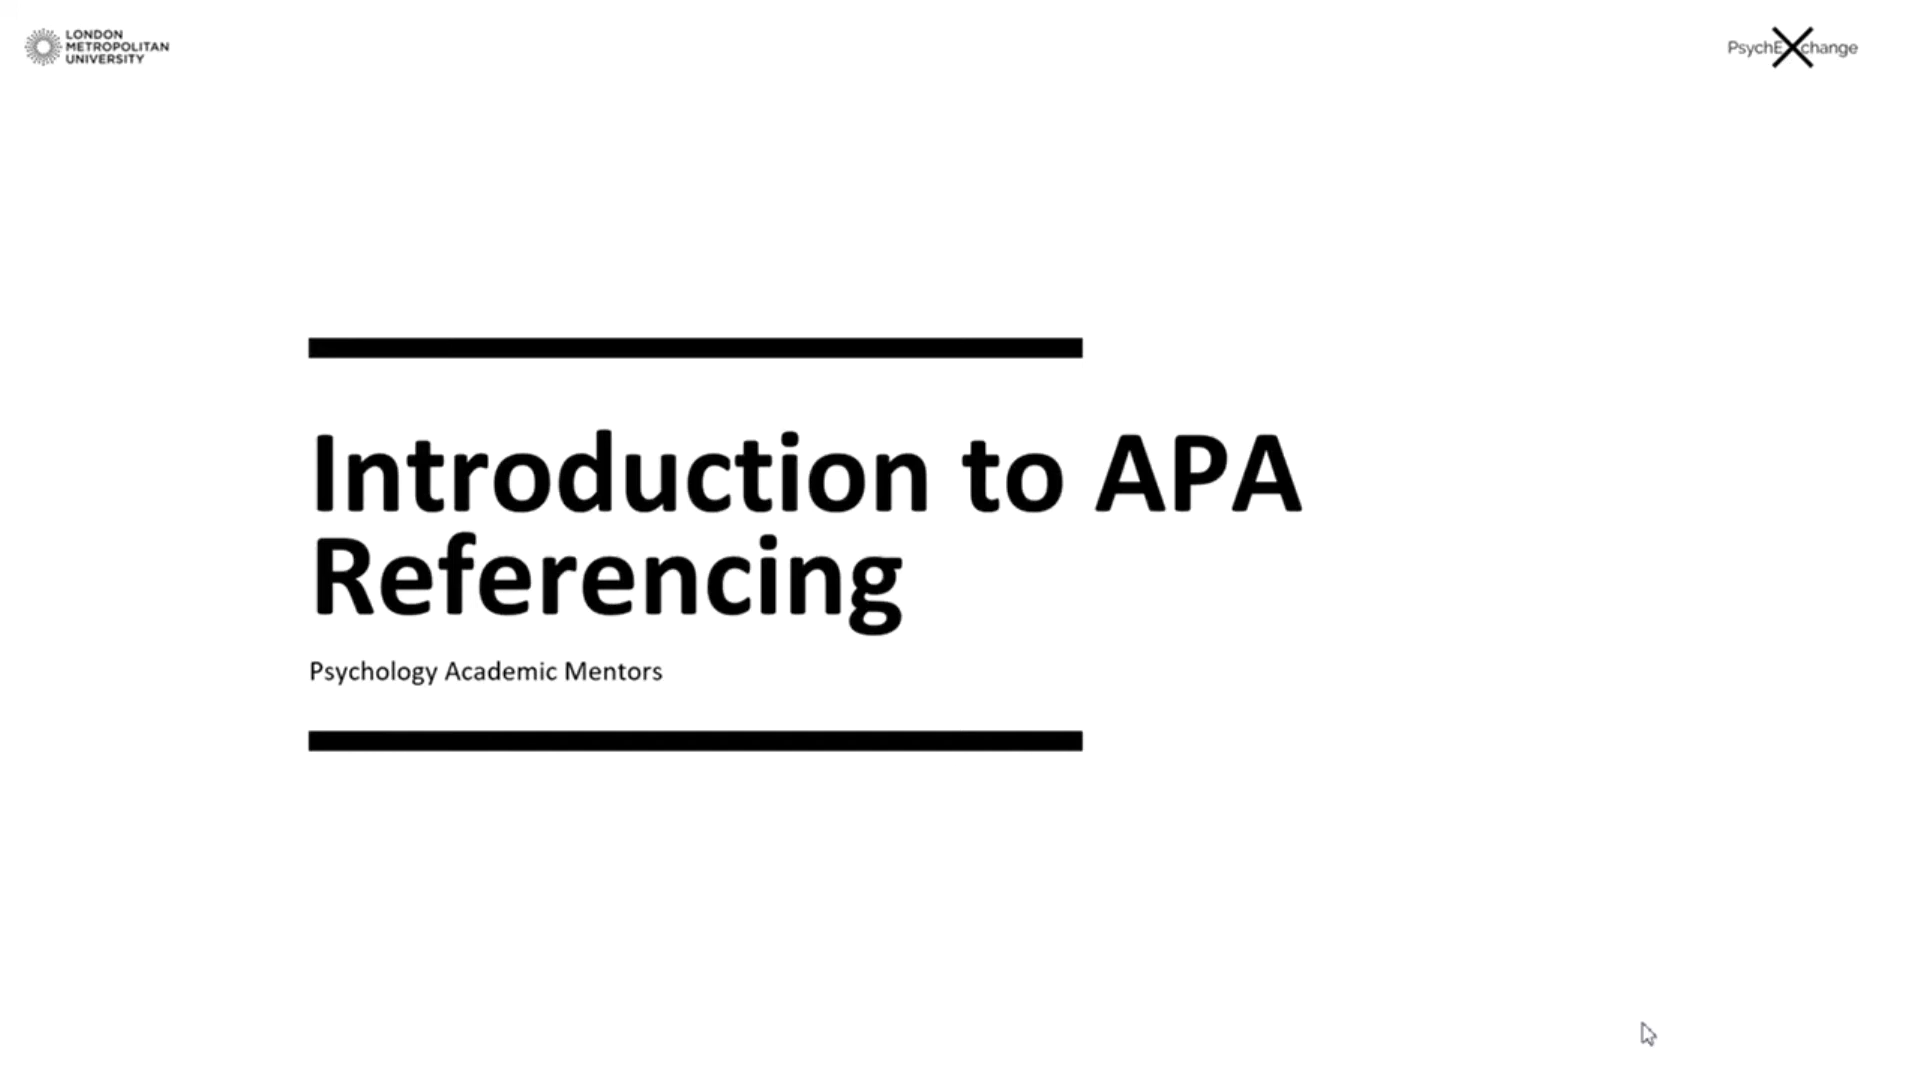 LONDON
METROPOLITAN
UNIVERSITY
PsychEXchange
Introduction to APA
Referencing
Psychology Academic Mentors